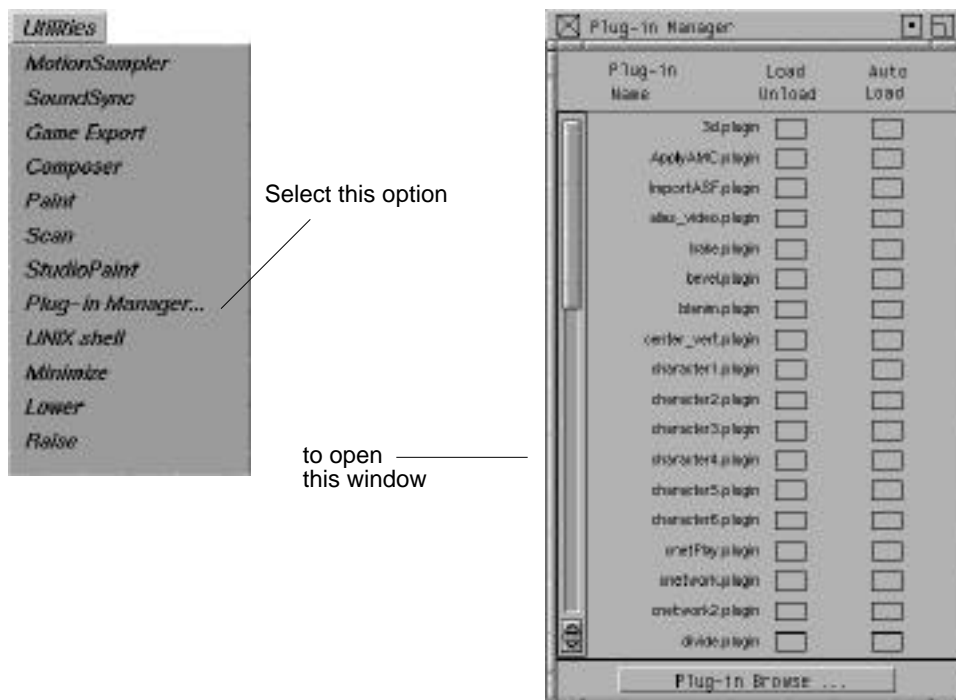 Utilities
MotionSampler
SoundSync
Game Export
Composer
Paint
Scan
StudioPaint
Plug-in Manager...
UNIX shell
Minimize
Lower
Raise
Select this option
to open
this window
Plug-in Manager
Plug-in Load Auto
Name Unload Load
3d.plugin
ApplyAMC.plugin
ImportASF.plugin
alias_video.plugin
bake.plugin
bevel.plugin
blanim.plugin
center_vert.plugin
character1.plugin
character2.plugin
character3.plugin
character4.plugin
character5.plugin
character6.plugin
cnetPlay.plugin
cnetwork.plugin
cnetwork2.plugin
divide.plugin
Plug-in Browse ...